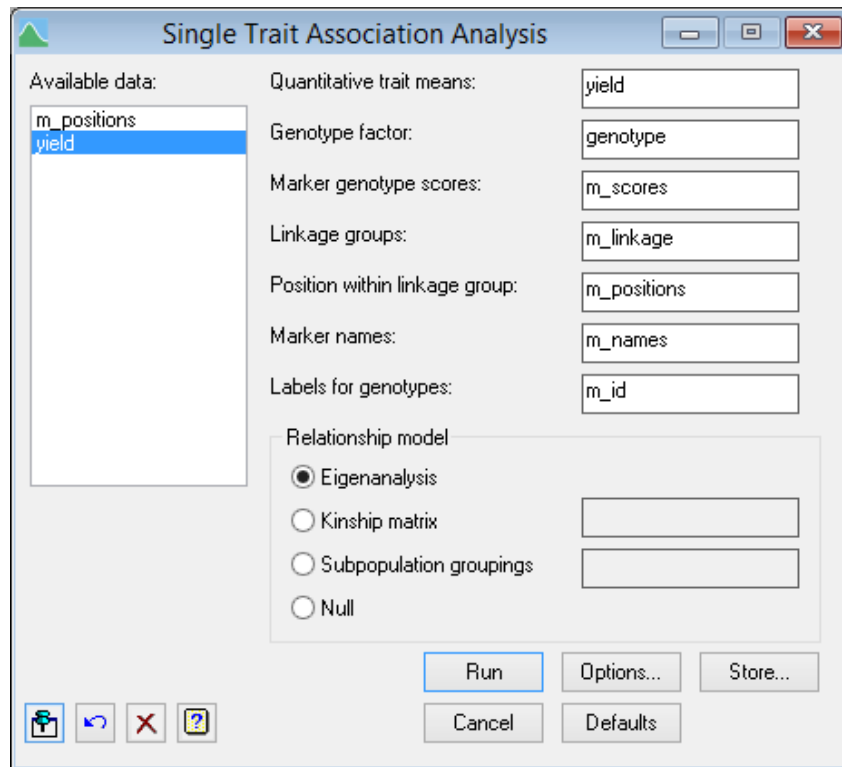 Single Trait Association Analysis
Available data:
m_positions
yield
Quantitative trait means: yield
Genotype factor: genotype
Marker genotype scores: m_scores
Linkage groups: m_linkage
Position within linkage group: m_positions
Marker names: m_names
Labels for genotypes: m_id
Relationship model
Eigenanalysis
Kinship matrix
Subpopulation groupings
Null
Run Options... Store...
Cancel Defaults